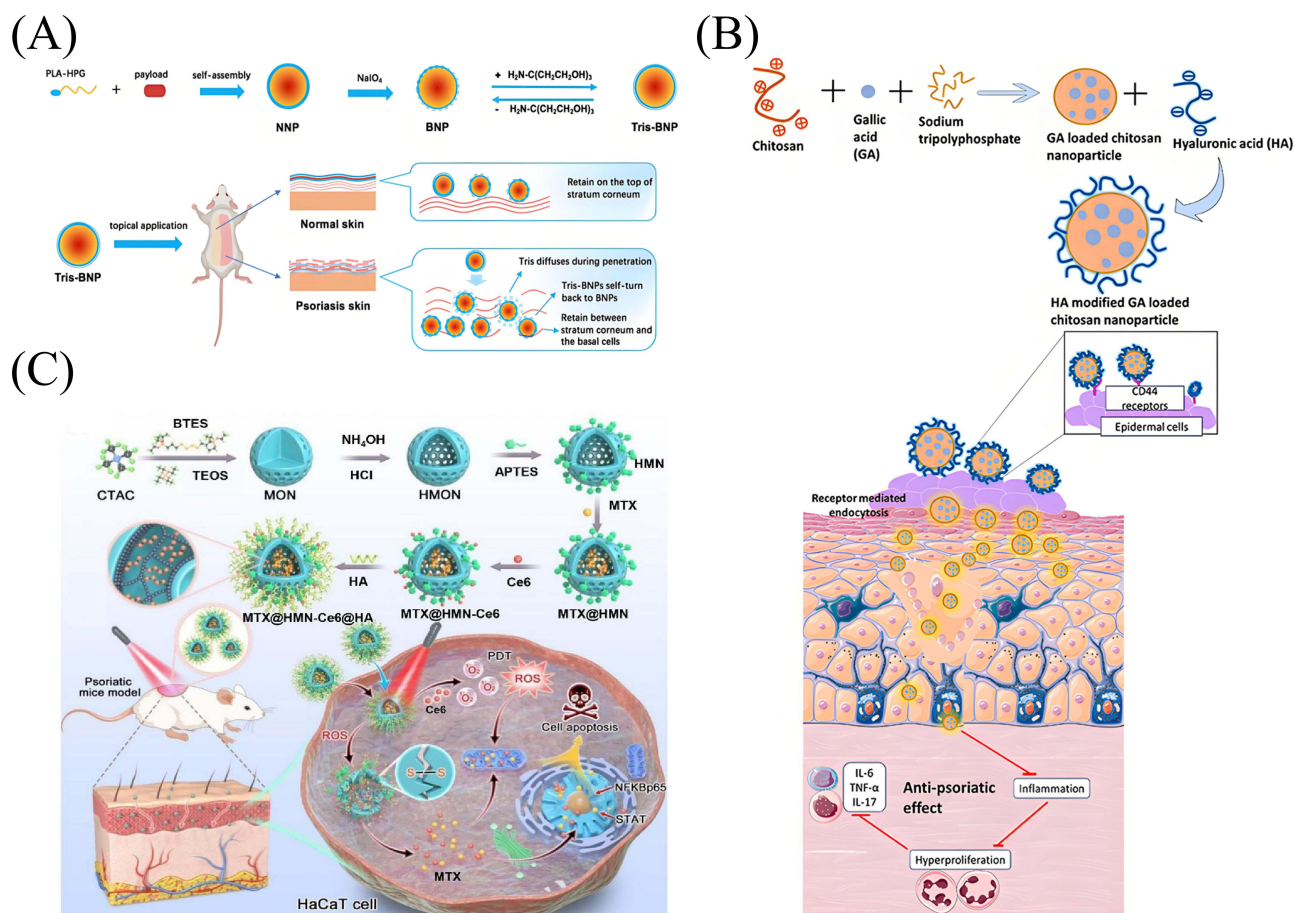 (A)
PLA-HPG + payload self-assembly NNP NaIO4 BNP + H2N-C(CH2CH2OH)3
- H2N-C(CH2CH2OH)3
Tris-BNP
Tris-BNP
topical application
Normal skin
Retain on the top of
stratum corneum
Psoriasis skin
Tris diffuses during penetration
Tris-BNPs self-turn
back to BNPs
Retain between
stratum corneum and
the basal cells
(B)
Chitosan
+
Gallic
acid
(GA)
+
Sodium
tripolyphosphate
GA loaded chitosan
nanoparticle
+
Hyaluronic acid (HA)
HA modified GA loaded
chitosan nanoparticle
CD44
receptors
Epidermal cells
Receptor mediated
endocytosis
IL-6
TNF-α
IL-17
Anti-psoriatic
effect
Inflammation
Hyperproliferation
(C)
CTAC
BTES
TEOS
MON
NH4OH
HCI
HMON
APTES
HMN
MTX
MTX@HMN
Ce6
MTX@HMN-Ce6
HA
MTX@HMN-Ce6@HA
Psoriatic
mice model
PDT
¹O2
¹O2
¹O2
Ce6
ROS
Cell apoptosis
ROS
S-S
NFKBp65
STAT
MTX
HaCaT cell